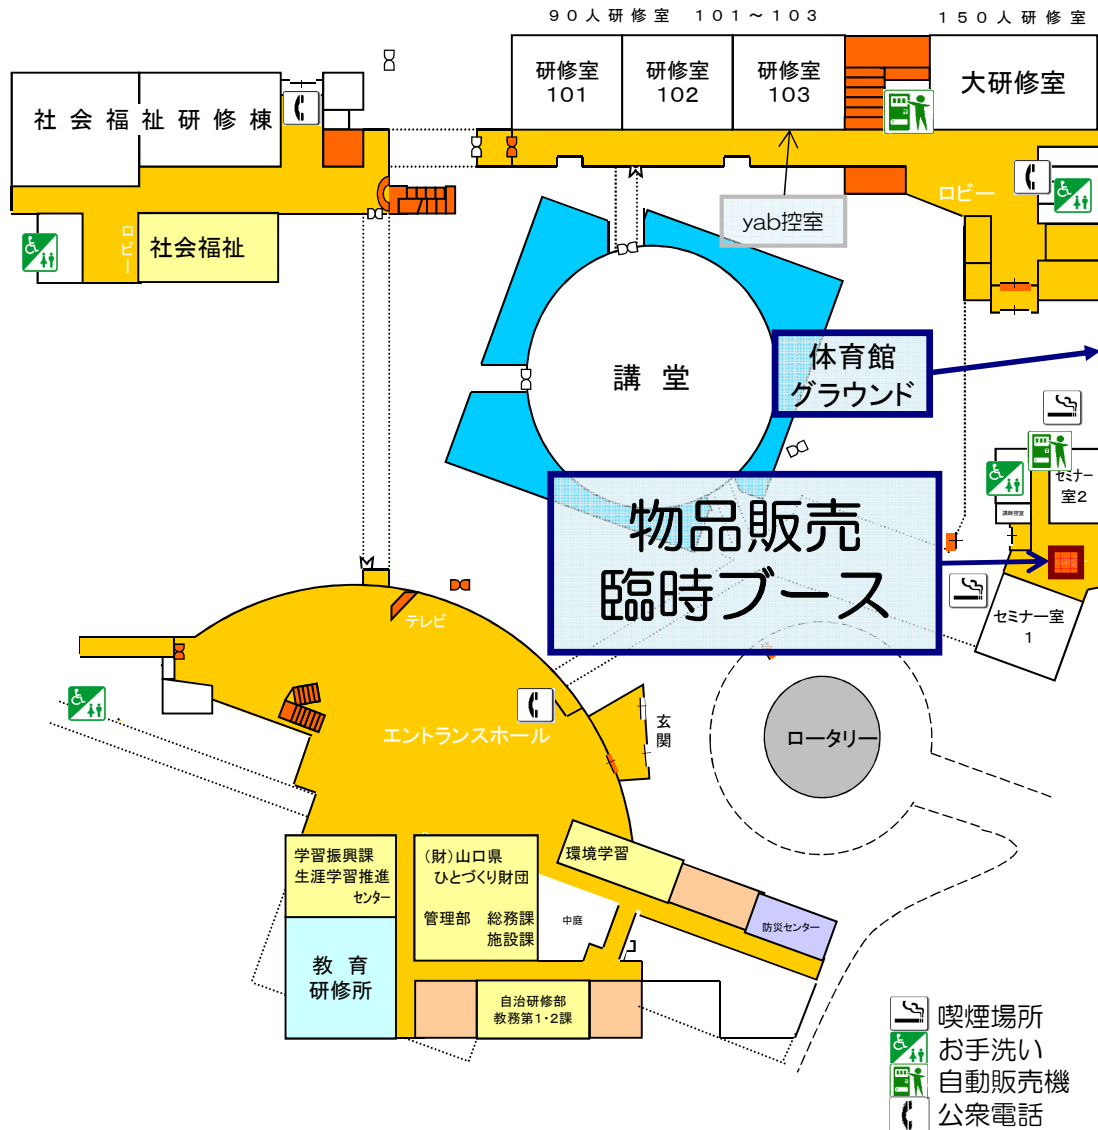 90人研修室 101～103
150人研修室
研修室
101
研修室
102
研修室
103
大研修室
社会福祉研修棟
ロビー
yab控室
ロビー
社会福祉
体育館
グラウンド
講堂
セミナー
室2
講師控室
物品販売
臨時ブース
セミナー室
1
テレビ
エントランスホール
玄関
ロータリー
学習振興課
生涯学習推進
センター
(財)山口県
ひとづくり財団
管理部 総務課
施設課
環境学習
中庭
防災センター
教育
研修所
自治研修部
教務第1・2課
喫煙場所
お手洗い
自動販売機
公衆電話